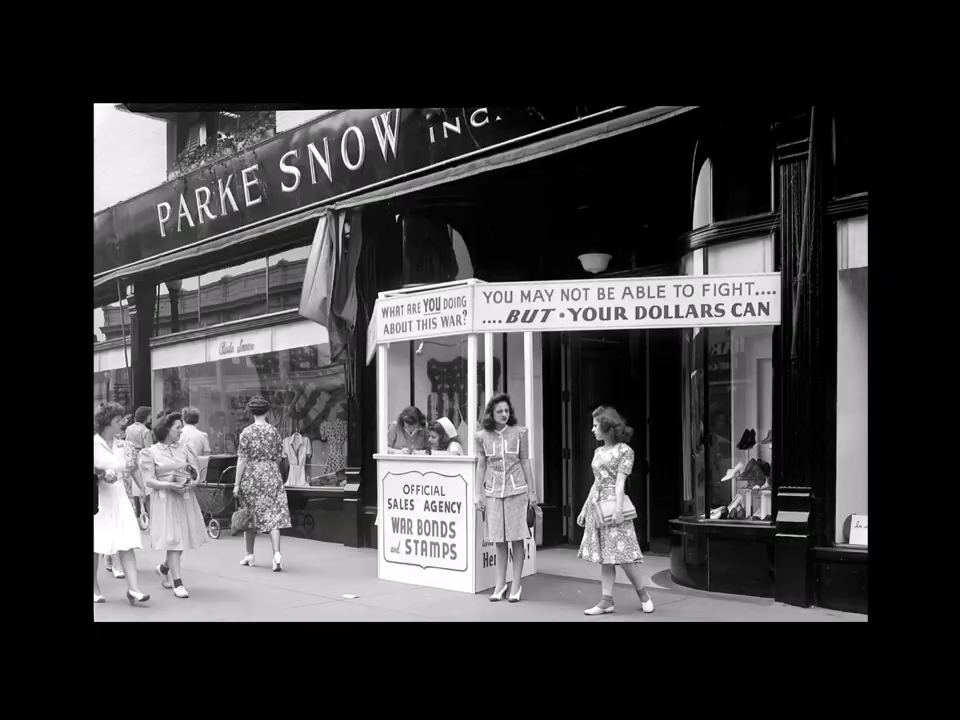 PARKE SNOW INC.
WHAT ARE YOU DOING
ABOUT THIS WAR?
YOU MAY NOT BE ABLE TO FIGHT....
....BUT · YOUR DOLLARS CAN
OFFICIAL
SALES AGENCY
WAR BONDS
and STAMPS